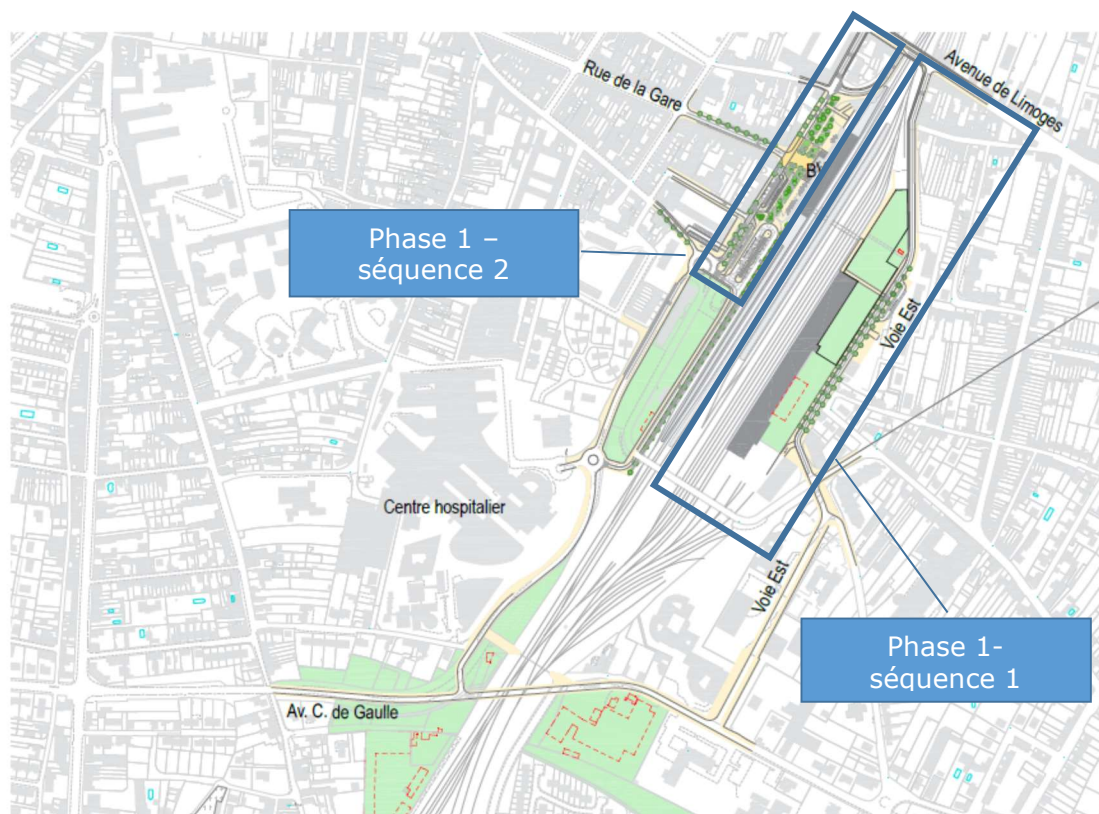 Avenue de Limoges
Rue de la Gare
BV
Phase 1 –
séquence 2
Voie Est
Centre hospitalier
Voie Est
Phase 1-
séquence 1
Av. C. de Gaulle